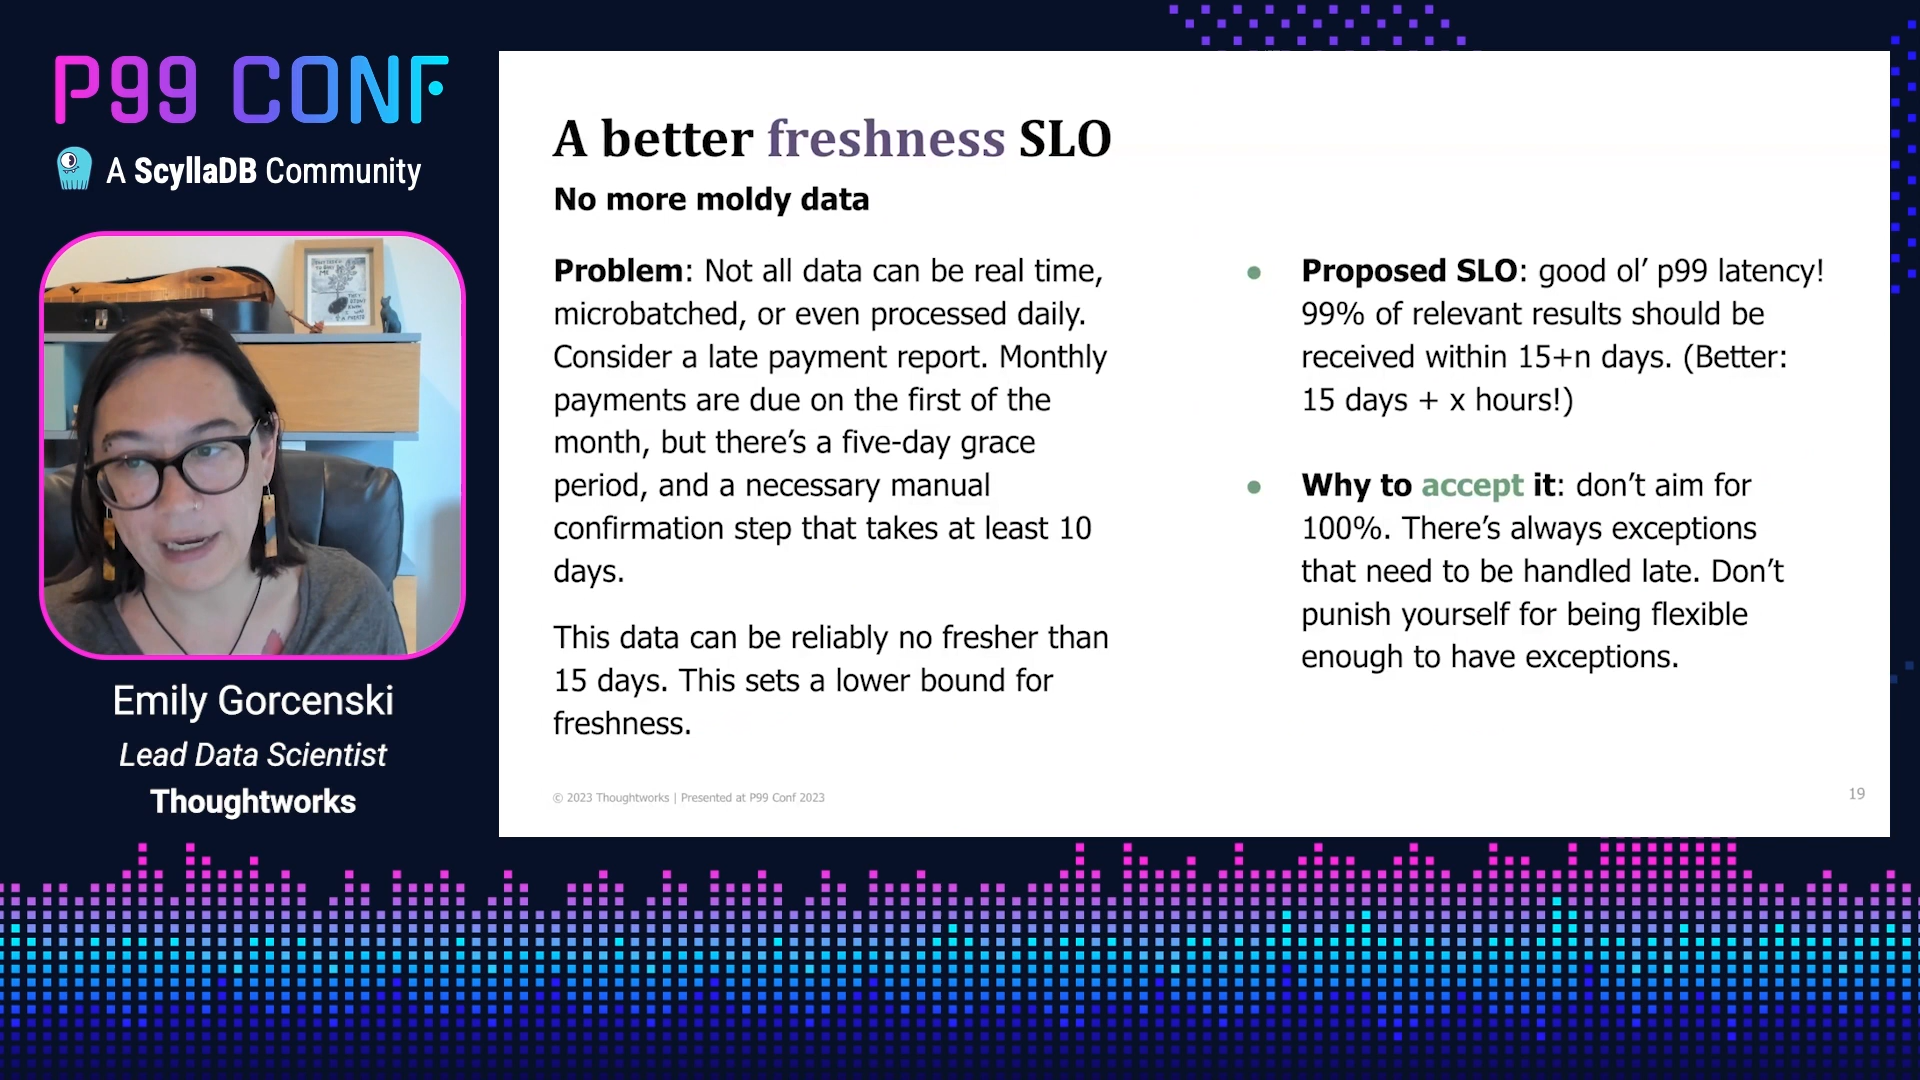 P99 CONF
A ScyllaDB Community
Emily Gorcenski
Lead Data Scientist
Thoughtworks
A better freshness SLO
No more moldy data
Problem: Not all data can be real time,
microbatched, or even processed daily.
Consider a late payment report. Monthly
payments are due on the first of the
month, but there’s a five-day grace
period, and a necessary manual
confirmation step that takes at least 10
days.
This data can be reliably no fresher than
15 days. This sets a lower bound for
freshness.
● Proposed SLO: good ol’ p99 latency!
99% of relevant results should be
received within 15+n days. (Better:
15 days + x hours!)
● Why to accept it: don’t aim for
100%. There’s always exceptions
that need to be handled late. Don’t
punish yourself for being flexible
enough to have exceptions.
© 2023 Thoughtworks | Presented at P99 Conf 2023
19